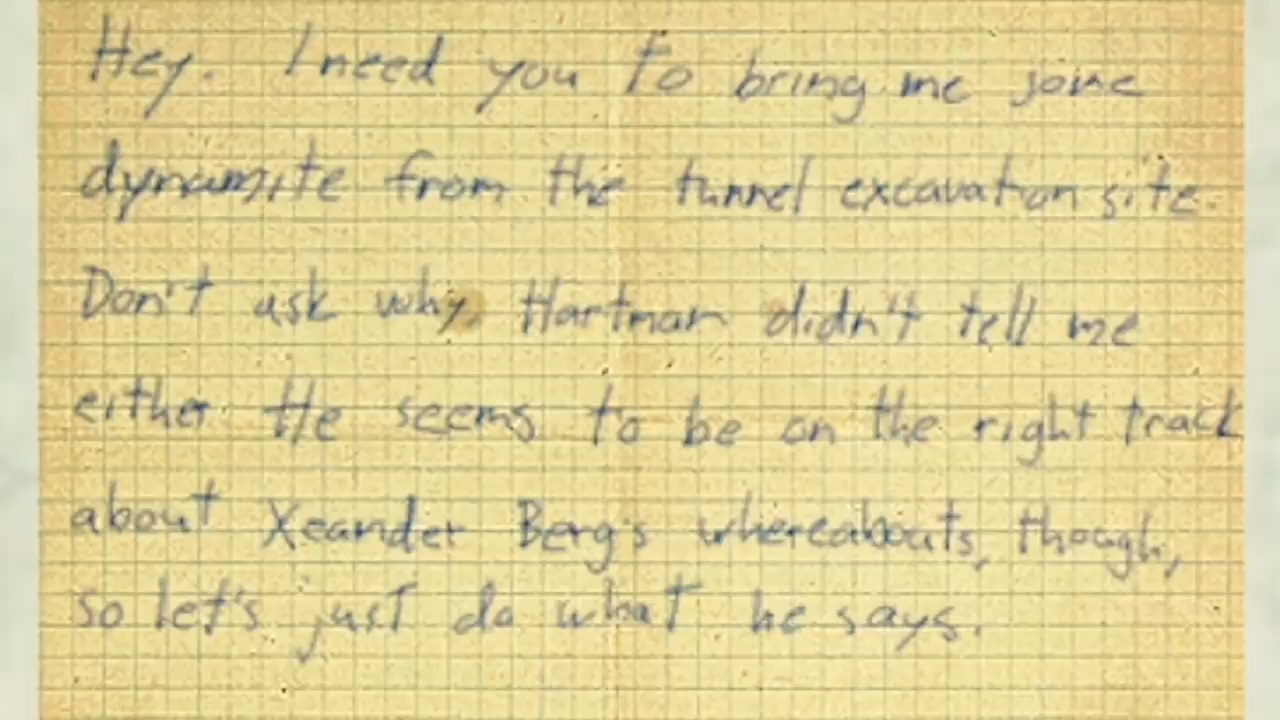 Hey. I need you to bring me some
dynamite from the tunnel excavation site.
Don't ask why, Hartman didn't tell me
either. He seems to be on the right track
about Xeander Berg's whereabouts, though,
so let's just do what he says.